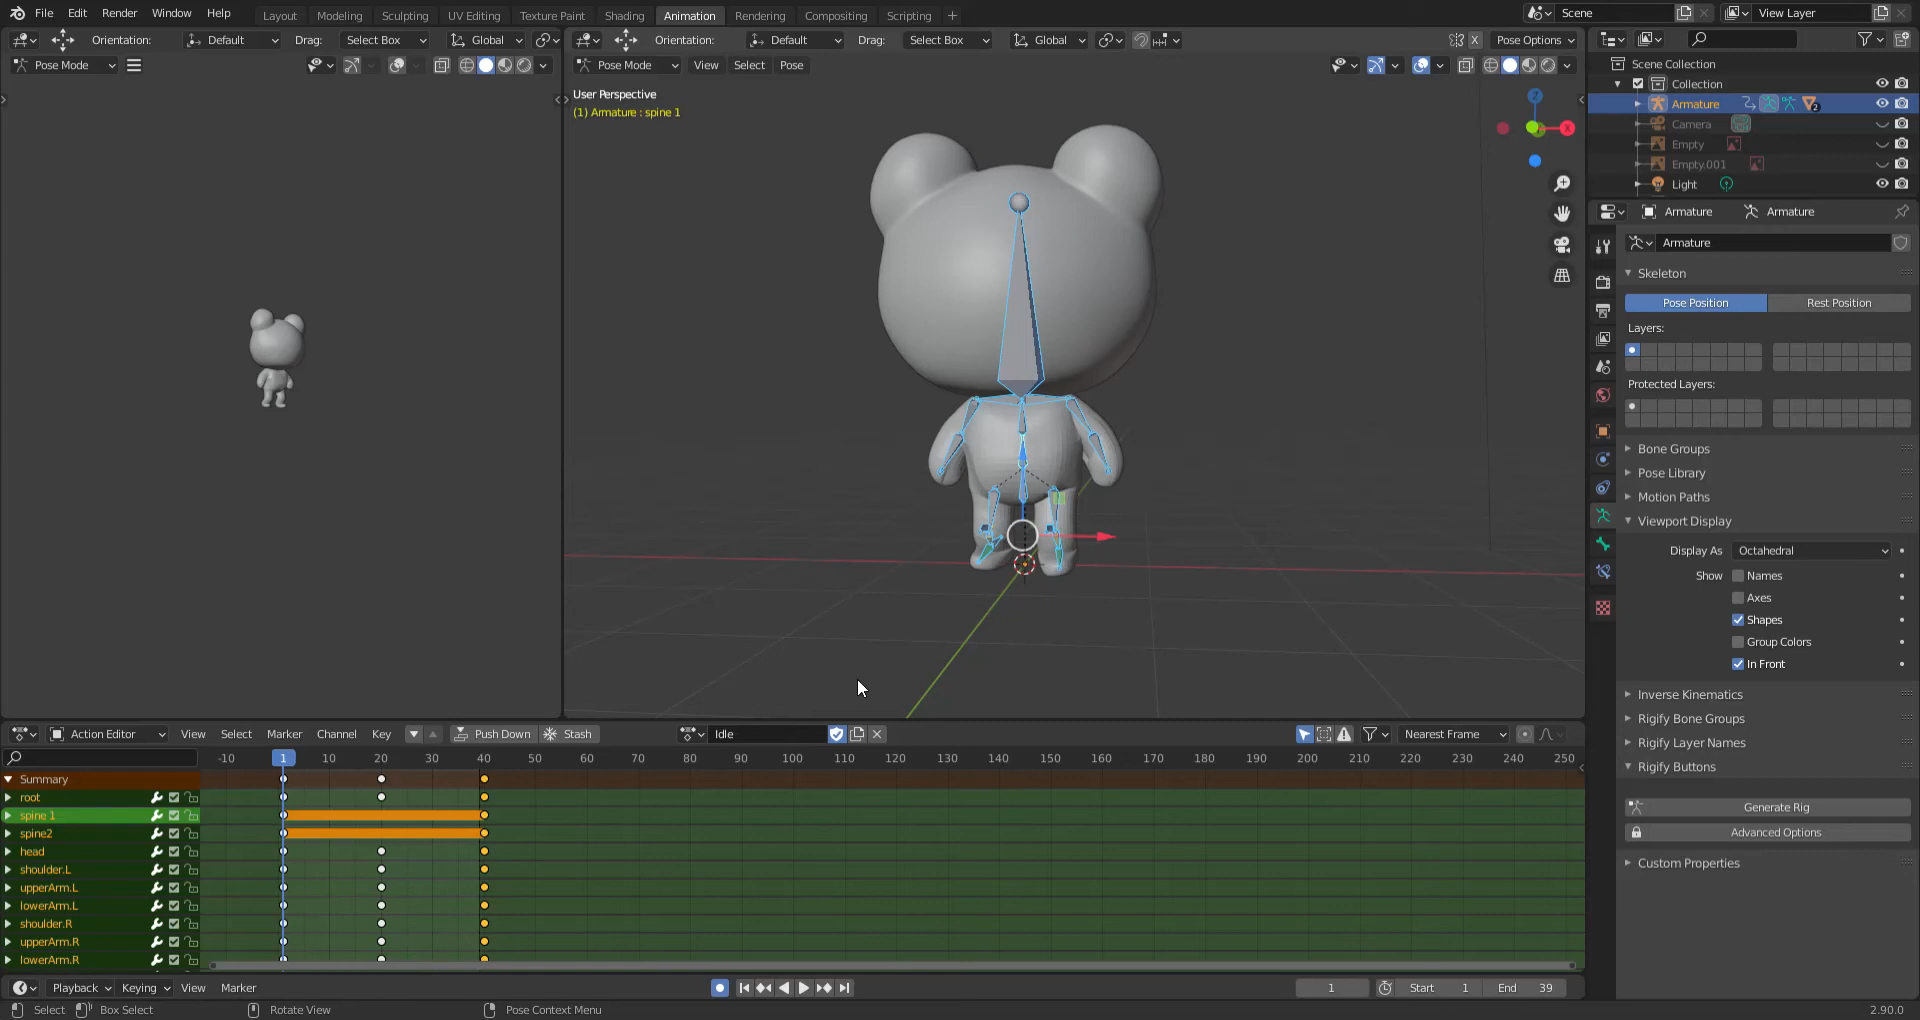 File Edit Render Window Help Layout Modeling Sculpting UV Editing Texture Paint Shading Animation Rendering Compositing Scripting Scene View Layer
Orientation: Default Drag: Select Box Global
Orientation: Default Drag: Select Box Global X Pose Options
Pose Mode
Pose Mode View Select Pose
User Perspective
(1) Armature : spine 1
Z
X
Scene Collection
Collection
Armature 2
Camera
Empty
Empty.001
Light
Armature Armature
Armature
Skeleton
Pose Position Rest Position
Layers:
Protected Layers:
Bone Groups
Pose Library
Motion Paths
Viewport Display
Display As Octahedral
Show Names
Axes
Shapes
Group Colors
In Front
Inverse Kinematics
Rigify Bone Groups
Rigify Layer Names
Rigify Buttons
Generate Rig
Advanced Options
Custom Properties
Action Editor View Select Marker Channel Key Push Down Stash Idle Nearest Frame
-10 1 10 20 30 40 50 60 70 80 90 100 110 120 130 140 150 160 170 180 190 200 210 220 230 240 250
Summary
root
spine 1
spine2
head
shoulder.L
upperArm.L
lowerArm.L
shoulder.R
upperArm.R
lowerArm.R
Playback Keying View Marker 1 Start 1 End 39
Select Box Select Rotate View Pose Context Menu 2.90.0